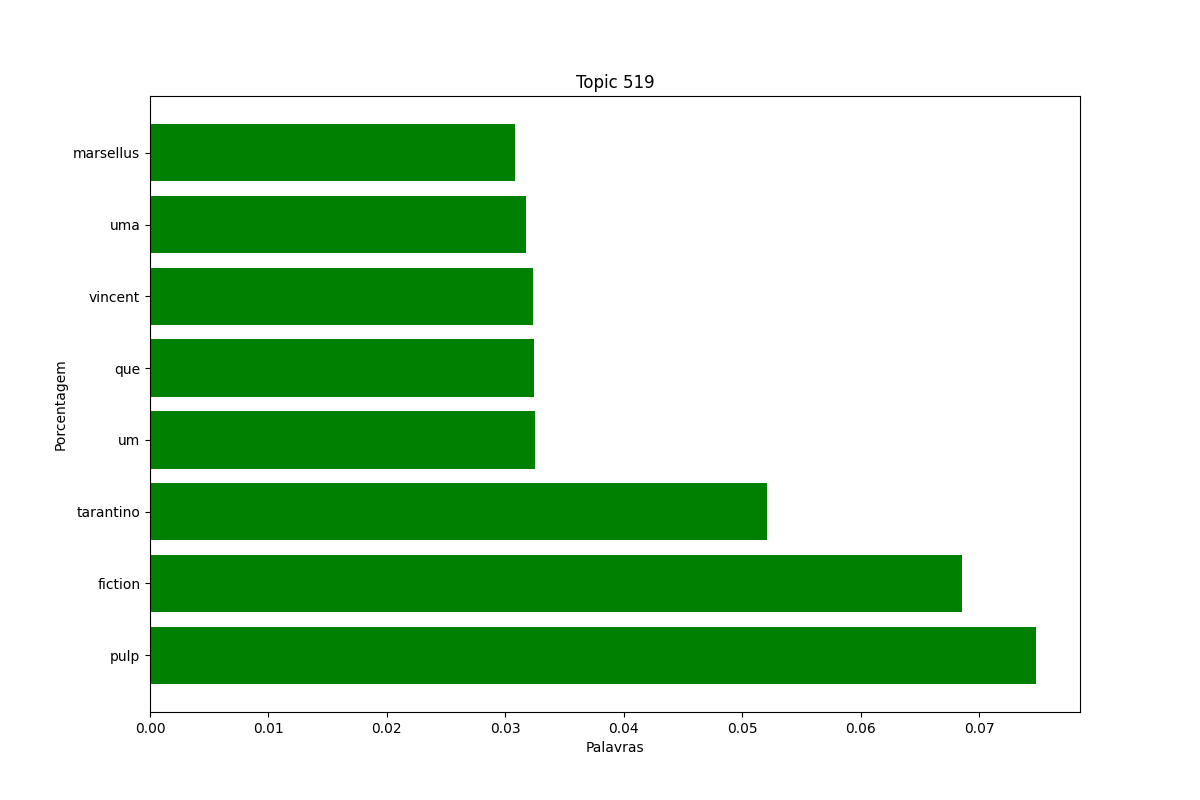 Topic 519
marsellus
uma
vincent
que
um
tarantino
fiction
pulp
Porcentagem
0.00 0.01 0.02 0.03 0.04 0.05 0.06 0.07
Palavras